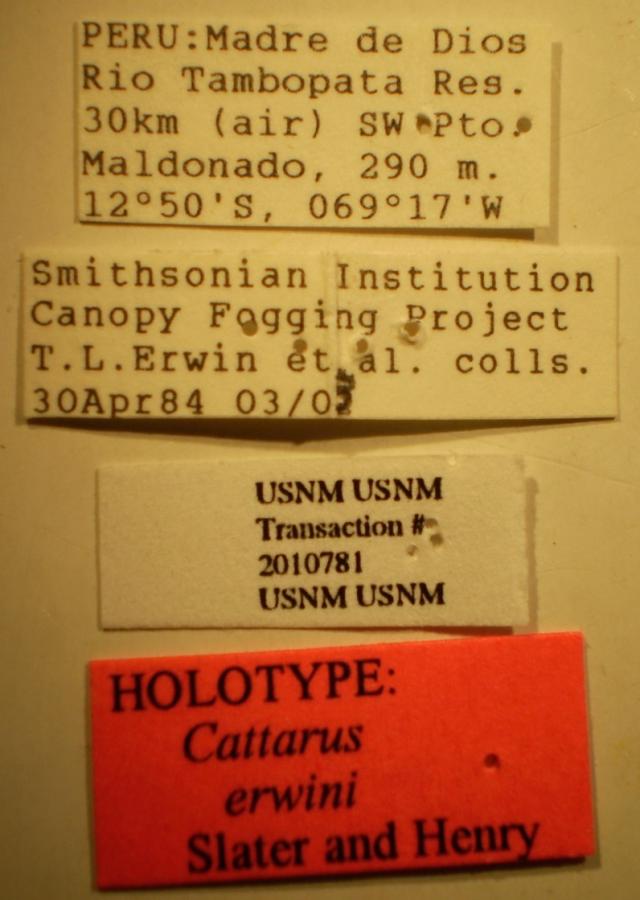 PERU:Madre de Dios
Rio Tambopata Res.
30km (air) SW Pto.
Maldonado, 290 m.
12°50'S, 069°17'W
Smithsonian Institution
Canopy Fogging Project
T.L.Erwin et al. colls.
30Apr84
USNM USNM
Transaction #
2010781
USNM USNM
HOLOTYPE:
Cattarus
erwini
Slater and Henry